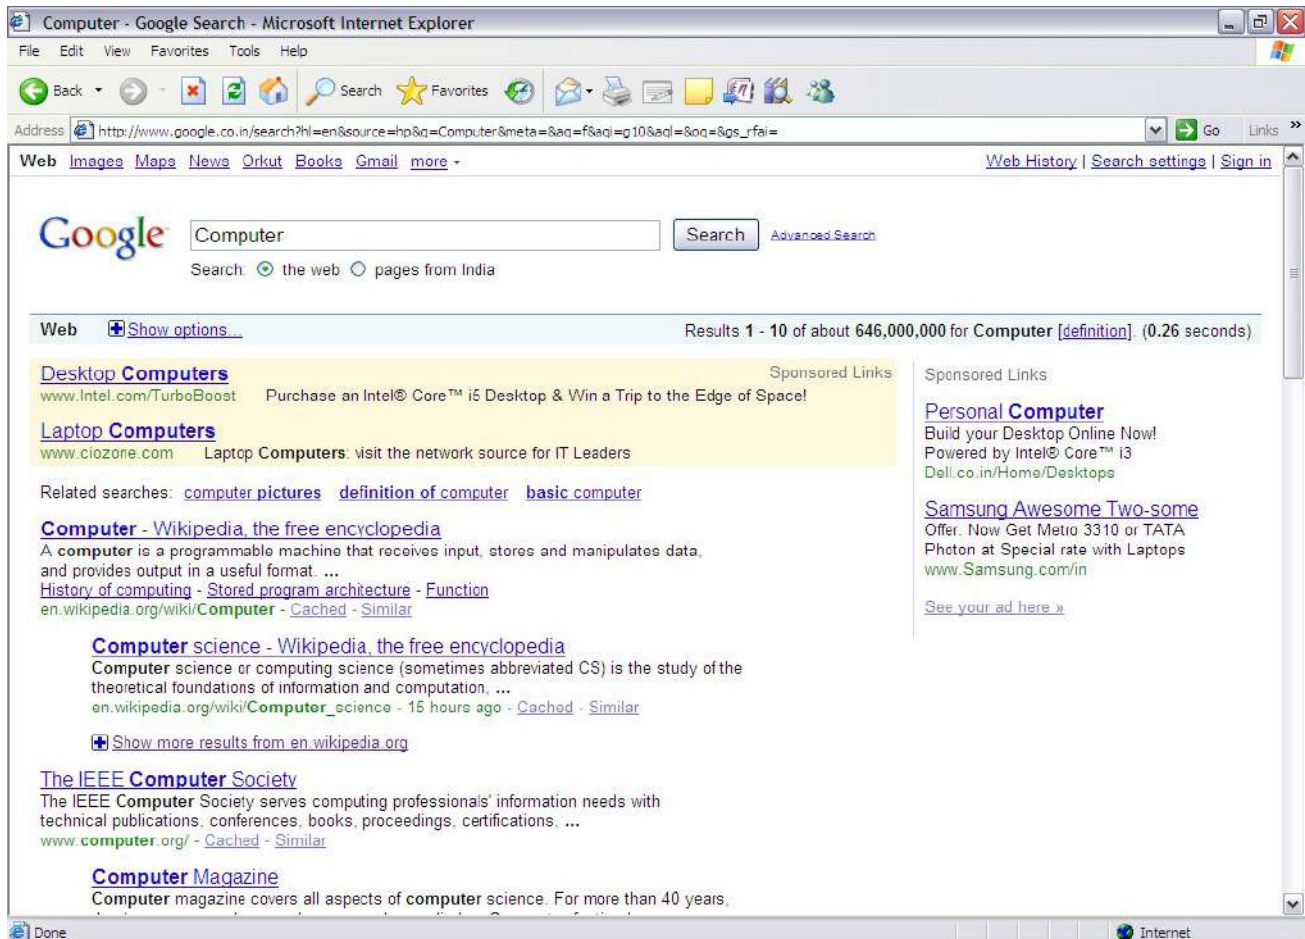 Computer - Google Search - Microsoft Internet Explorer
File Edit View Favorites Tools Help
Back Search Favorites
Address http://www.google.co.in/search?hl=en&source=hp&q=Computer&meta=&aq=f&aqi=g10&aql=&oq=&gs_rfai= Go Links »
Web Images Maps News Orkut Books Gmail more Web History | Search settings | Sign in
Google Computer Search Advanced Search
Search: the web pages from India
Web Show options... Results 1 - 10 of about 646,000,000 for Computer [definition]. (0.26 seconds)
Desktop Computers Sponsored Links
www.Intel.com/TurboBoost Purchase an Intel® Core™ i5 Desktop & Win a Trip to the Edge of Space!
Laptop Computers
www.ciozone.com Laptop Computers: visit the network source for IT Leaders
Related searches: computer pictures definition of computer basic computer
Computer - Wikipedia, the free encyclopedia
A computer is a programmable machine that receives input, stores and manipulates data,
and provides output in a useful format. ...
History of computing - Stored program architecture - Function
en.wikipedia.org/wiki/Computer - Cached - Similar
Computer science - Wikipedia, the free encyclopedia
Computer science or computing science (sometimes abbreviated CS) is the study of the
theoretical foundations of information and computation, ...
en.wikipedia.org/wiki/Computer_science - 15 hours ago - Cached - Similar
Show more results from en.wikipedia.org
The IEEE Computer Society
The IEEE Computer Society serves computing professionals' information needs with
technical publications, conferences, books, proceedings, certifications, ...
www.computer.org/ - Cached - Similar
Computer Magazine
Computer magazine covers all aspects of computer science. For more than 40 years,
Sponsored Links
Personal Computer
Build your Desktop Online Now!
Powered by Intel® Core™ i3
Dell.co.in/Home/Desktops
Samsung Awesome Two-some
Offer. Now Get Metro 3310 or TATA
Photon at Special rate with Laptops
www.Samsung.com/in
See your ad here »
Done Internet